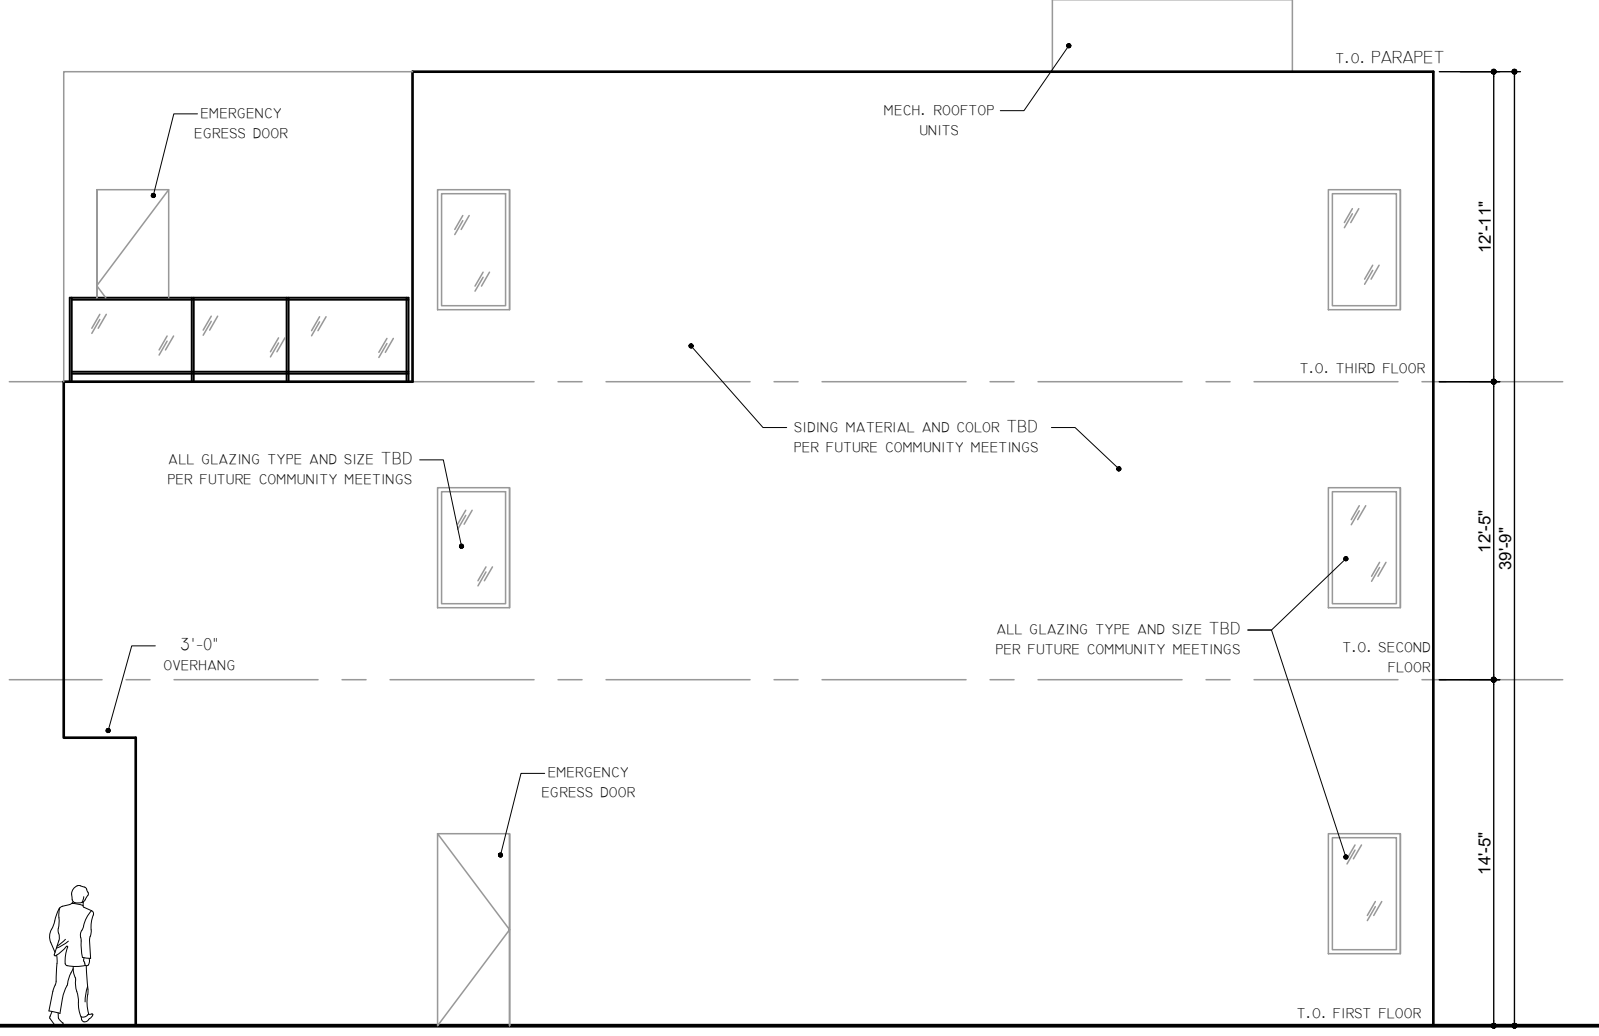 T.O. PARAPET
EMERGENCY
EGRESS DOOR
MECH. ROOFTOP
UNITS
12'-11"
T.O. THIRD FLOOR
SIDING MATERIAL AND COLOR TBD
PER FUTURE COMMUNITY MEETINGS
ALL GLAZING TYPE AND SIZE TBD
PER FUTURE COMMUNITY MEETINGS
12'-5"
39'-9"
3'-0"
OVERHANG
ALL GLAZING TYPE AND SIZE TBD
PER FUTURE COMMUNITY MEETINGS
T.O. SECOND
FLOOR
EMERGENCY
EGRESS DOOR
14'-5"
T.O. FIRST FLOOR